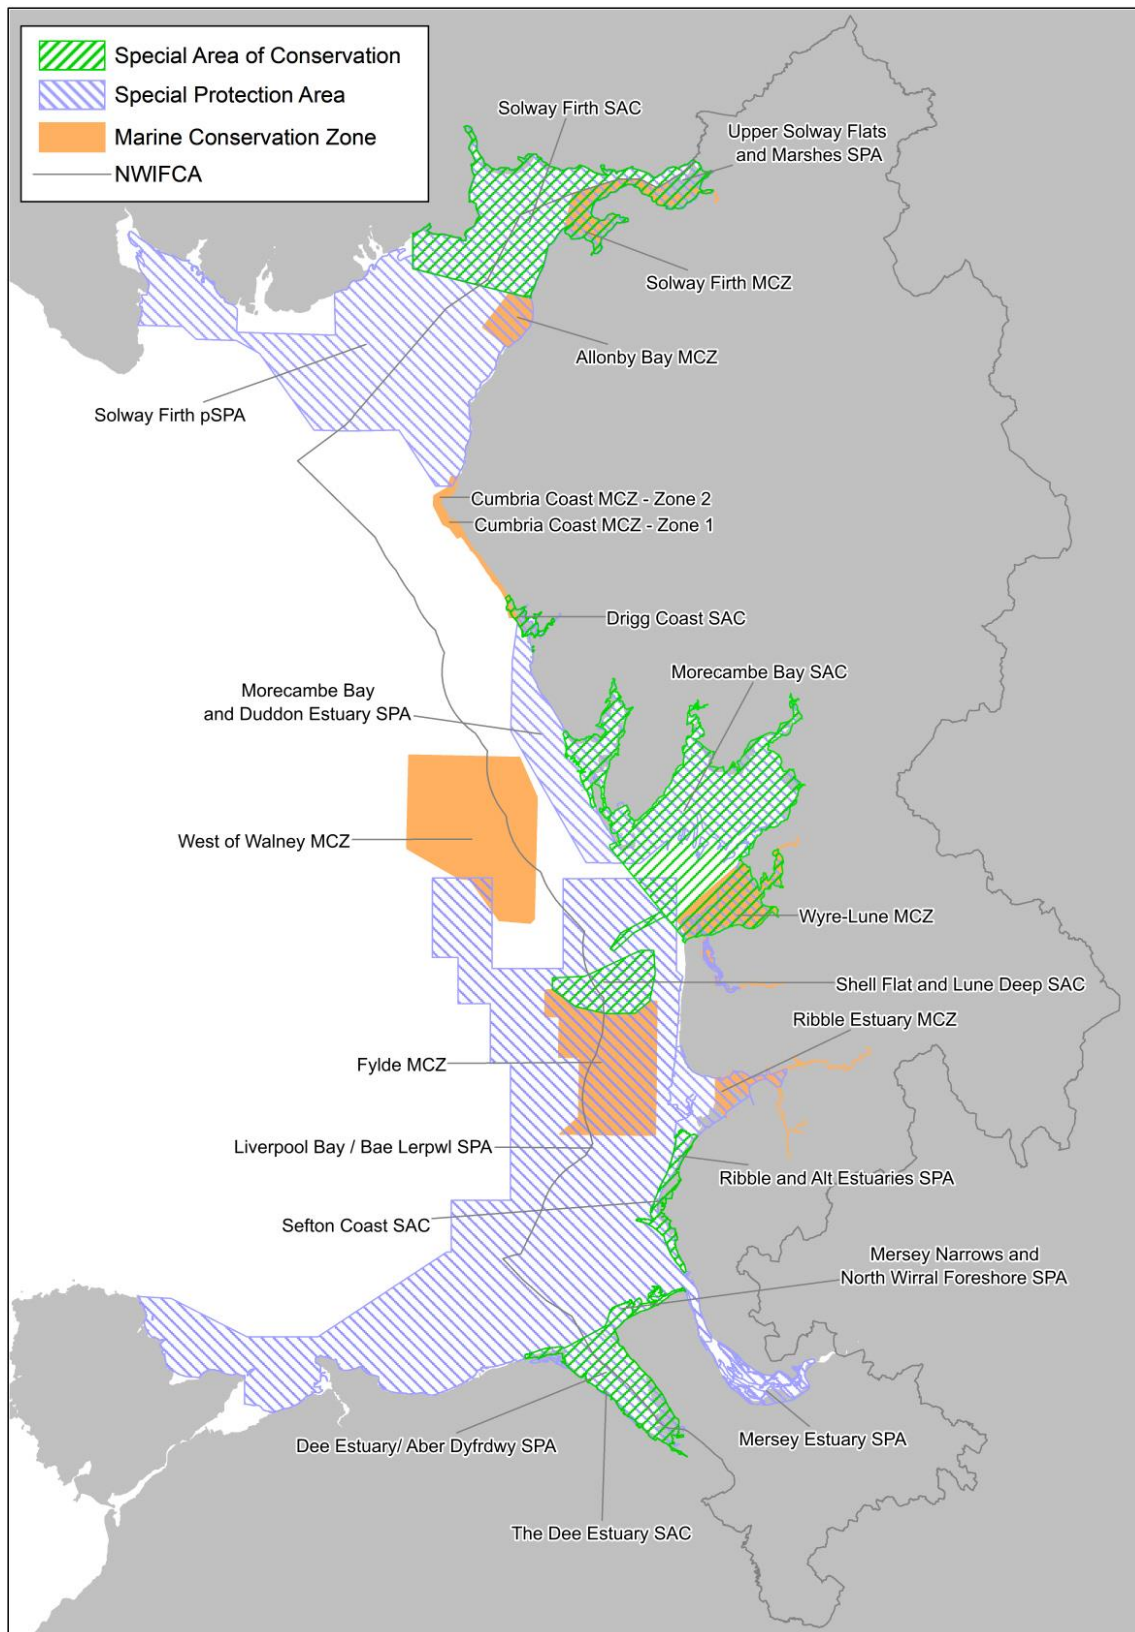 Special Area of Conservation
Special Protection Area
Marine Conservation Zone
NWIFCA
Solway Firth SAC
Upper Solway Flats
and Marshes SPA
Solway Firth MCZ
Allonby Bay MCZ
Solway Firth pSPA
Cumbria Coast MCZ - Zone 2
Cumbria Coast MCZ - Zone 1
Drigg Coast SAC
Morecambe Bay SAC
Morecambe Bay
and Duddon Estuary SPA
West of Walney MCZ
Wyre-Lune MCZ
Shell Flat and Lune Deep SAC
Ribble Estuary MCZ
Fylde MCZ
Liverpool Bay / Bae Lerpwl SPA
Ribble and Alt Estuaries SPA
Sefton Coast SAC
Mersey Narrows and
North Wirral Foreshore SPA
Dee Estuary/ Aber Dyfrdwy SPA
Mersey Estuary SPA
The Dee Estuary SAC